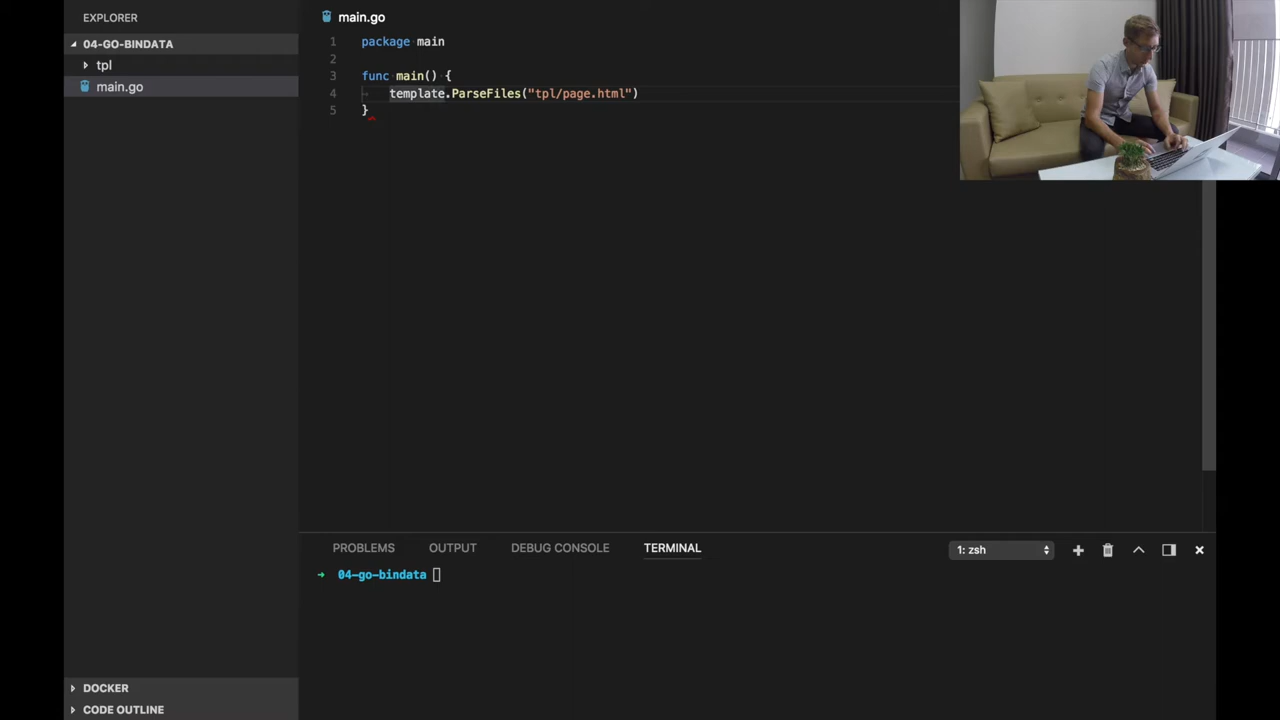 EXPLORER
04-GO-BINDATA
tpl
main.go
DOCKER
CODE OUTLINE
main.go
1 package main
2
3 func main() {
4 template.ParseFiles("tpl/page.html")
5 }
PROBLEMS OUTPUT DEBUG CONSOLE TERMINAL 1: zsh
→ 04-go-bindata